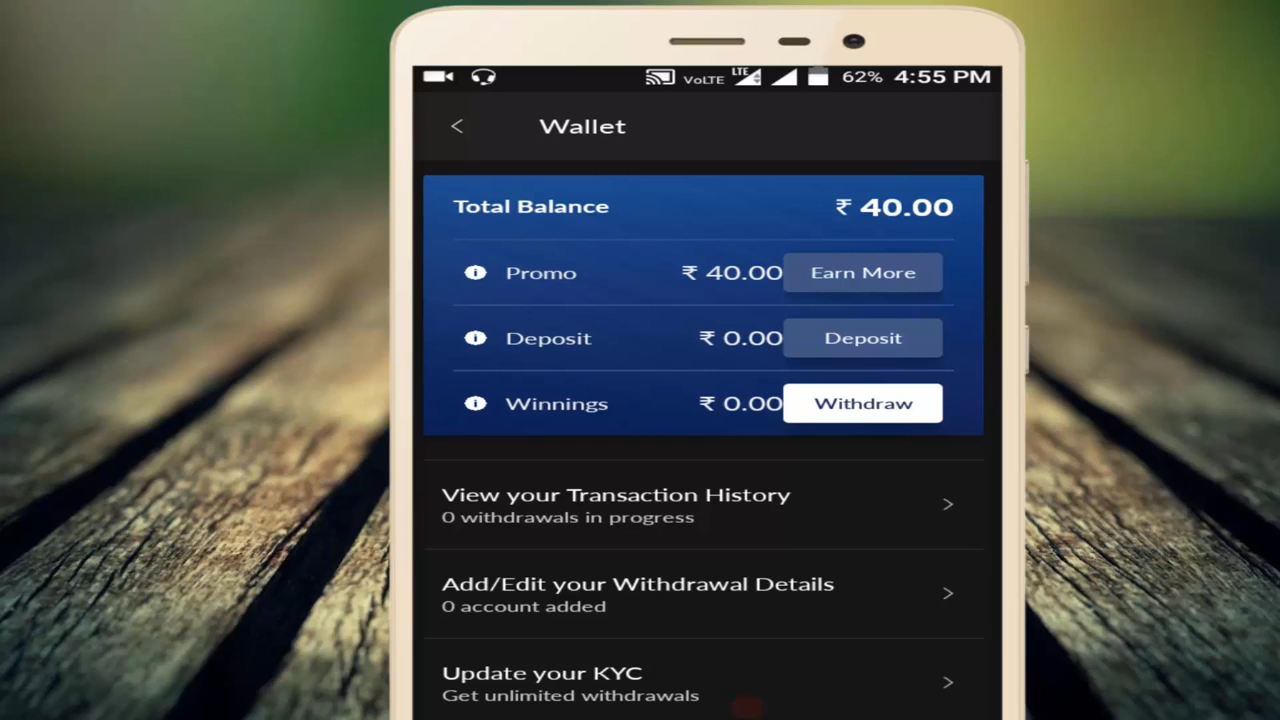 VoLTE LTE 62% 4:55 PM
Wallet
Total Balance ₹ 40.00
Promo ₹ 40.00 Earn More
Deposit ₹ 0.00 Deposit
Winnings ₹ 0.00 Withdraw
View your Transaction History
0 withdrawals in progress
Add/Edit your Withdrawal Details
0 account added
Update your KYC
Get unlimited withdrawals